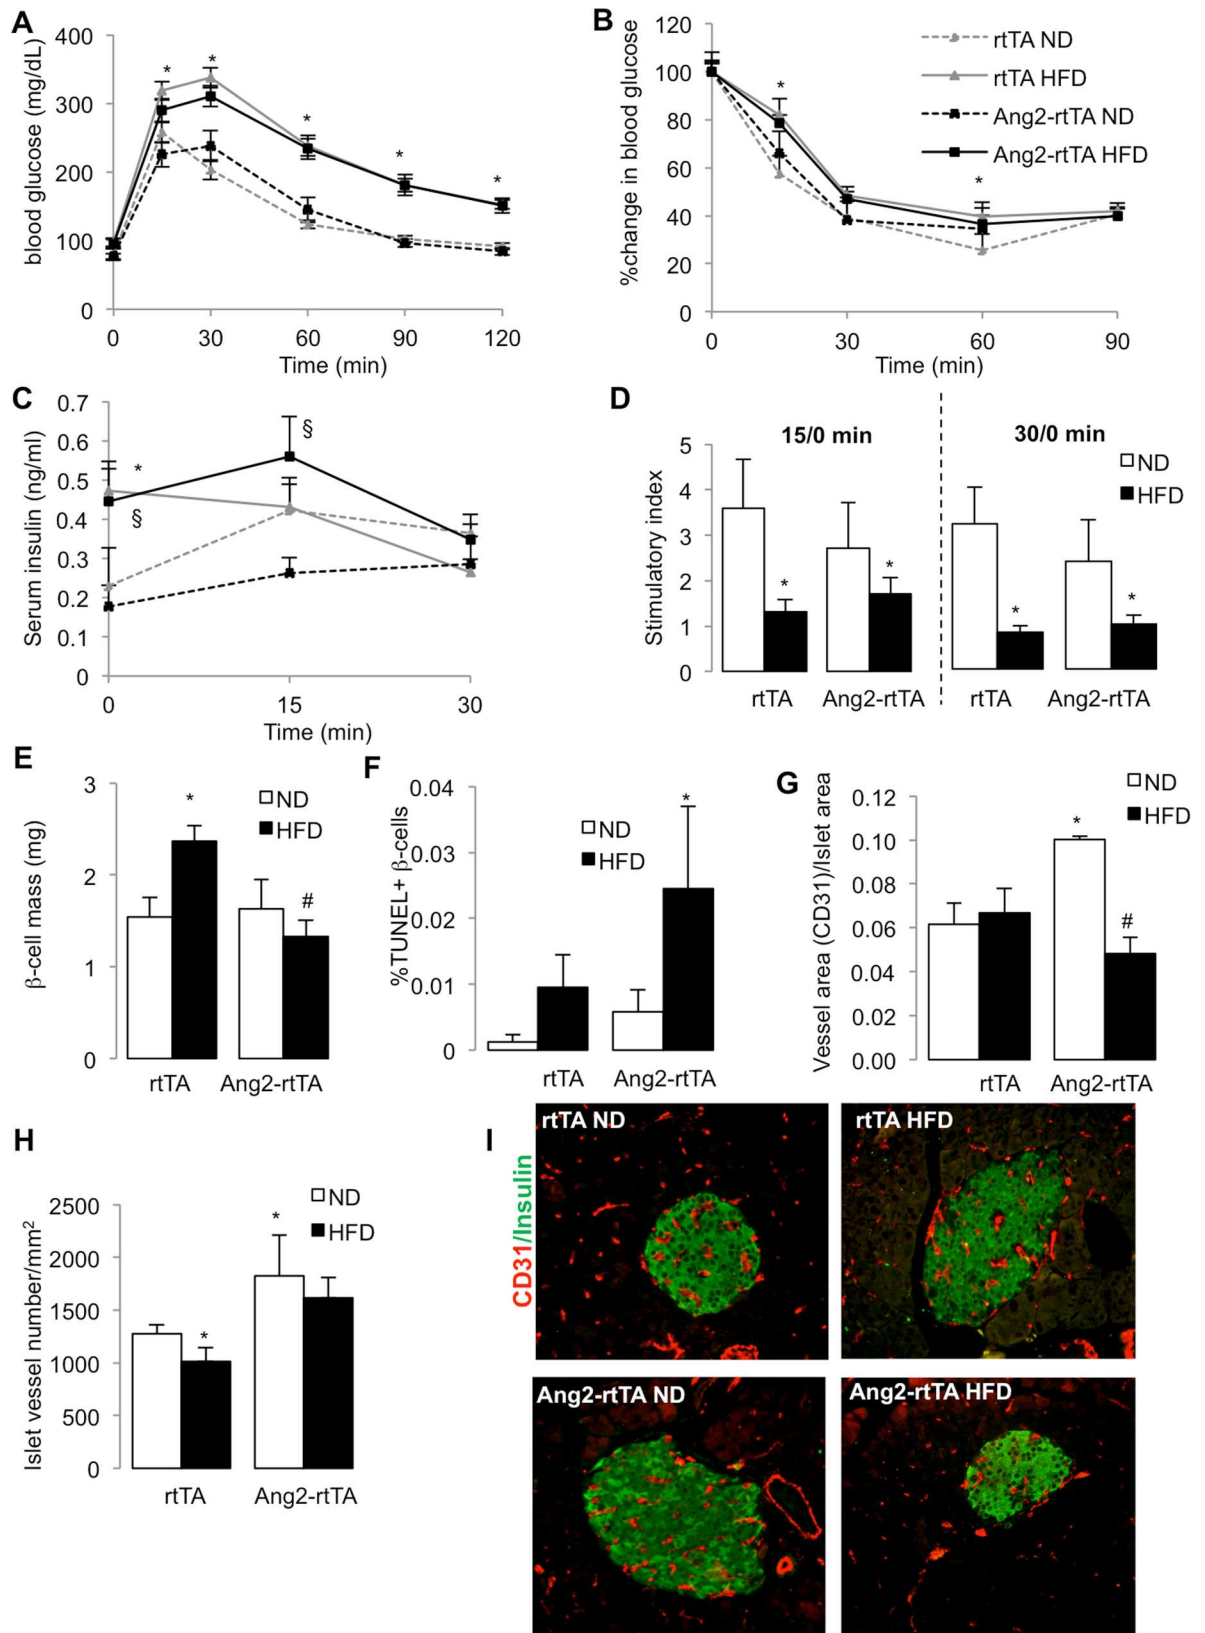 A
blood glucose (mg/dL)
400
300
200
100
0
* * * * *
0 30 60 90 120
Time (min)
B
%change in blood glucose
120
100
80
60
40
20
0
* *
rtTA ND
rtTA HFD
Ang2-rtTA ND
Ang2-rtTA HFD
0 30 60 90
Time (min)
C
Serum insulin (ng/ml)
0.7
0.6
0.5
0.4
0.3
0.2
0.1
0
*
§
§
0 15 30
Time (min)
D
Stimulatory index
15/0 min
30/0 min
5
4
3
2
1
0
ND
HFD
* * * *
rtTA Ang2-rtTA rtTA Ang2-rtTA
E
β-cell mass (mg)
3
2
1
0
*
#
ND
HFD
rtTA Ang2-rtTA
F
%TUNEL+ β-cells
0.04
0.03
0.02
0.01
0
*
ND
HFD
rtTA Ang2-rtTA
G
Vessel area (CD31)/Islet area
0.12
0.10
0.08
0.06
0.04
0.02
0.00
*
#
ND
HFD
rtTA Ang2-rtTA
H
Islet vessel number/mm²
2500
2000
1500
1000
500
0
* *
ND
HFD
rtTA Ang2-rtTA
I
CD31/Insulin
rtTA ND
rtTA HFD
Ang2-rtTA ND
Ang2-rtTA HFD